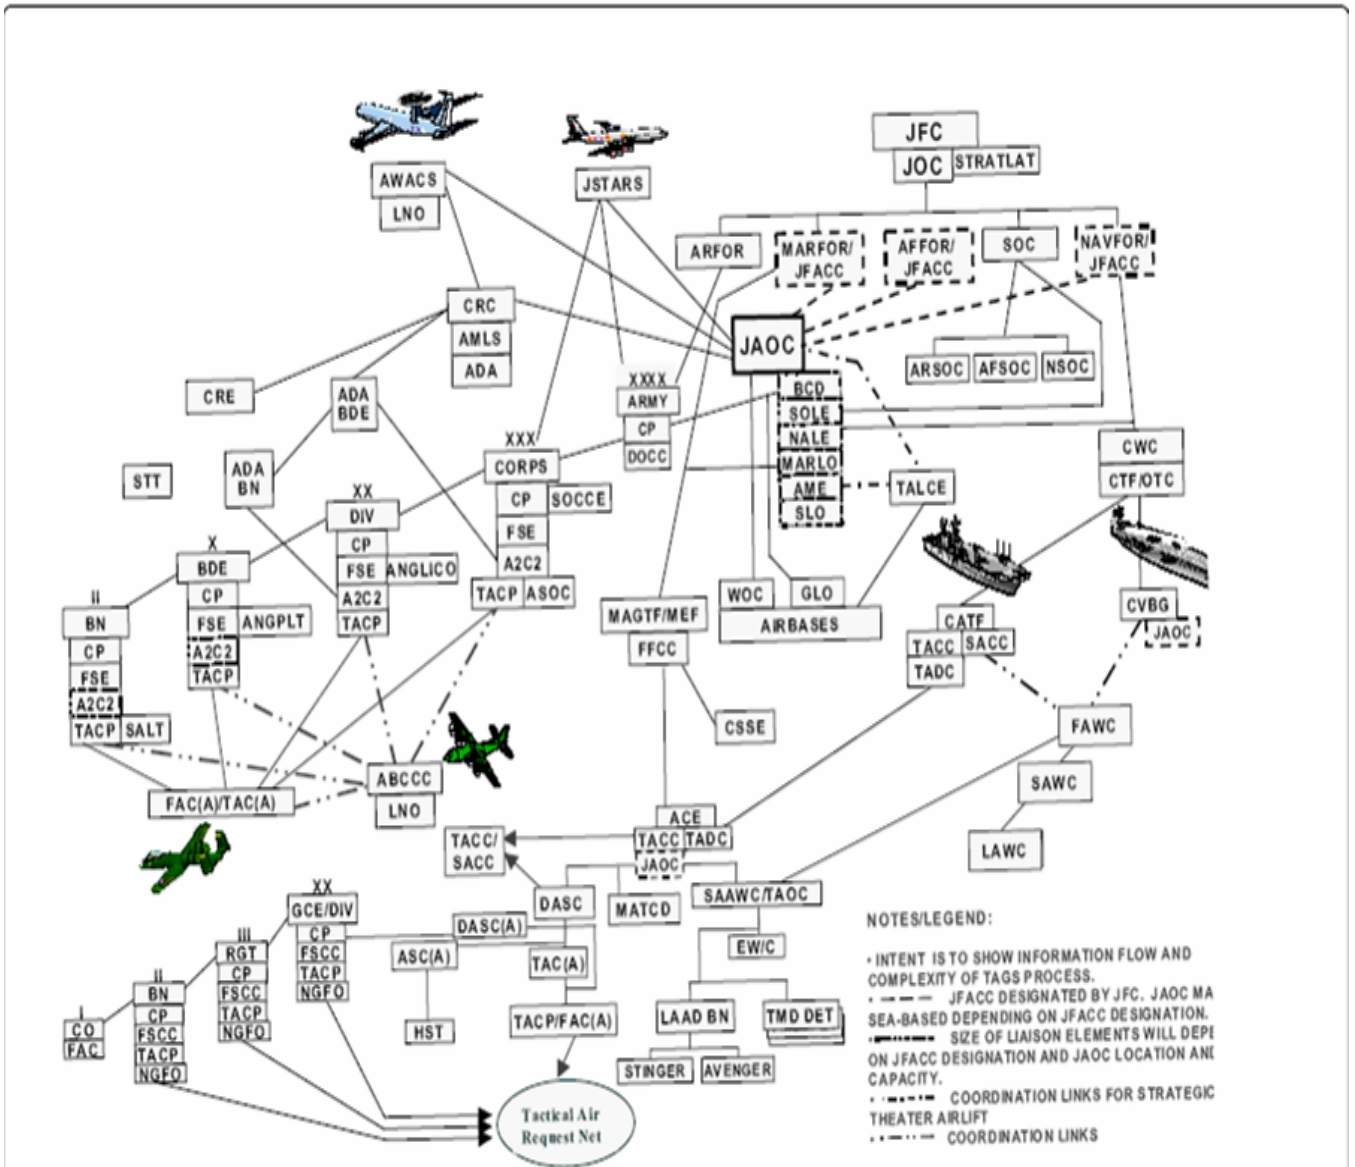 JFC
JOC
STRATLAT
AWACS
LNO
JSTARS
ARFOR
MARFOR/
JFACC
AFFOR/
JFACC
SOC
NAVFOR/
JFACC
CRC
AMLS
ADA
JAOC
BCD
SOLE
NALE
MARLO
AME
SLO
ARSOC
AFSOC
NSOC
CRE
ADA
BDE
XXXX
ARMY
CP
DOCC
XXX
CORPS
CP
SOCCE
FSE
A2C2
TACP
ASOC
STT
ADA
BN
XX
DIV
CP
FSE
ANGLICO
A2C2
TACP
X
BDE
CP
FSE
ANGPLT
A2C2
TACP
II
BN
CP
FSE
A2C2
TACP
SALT
TALCE
CWC
CTF/OTC
WOC
GLO
AIRBASES
MAGTF/MEF
FFCC
CSSE
CATF
TACC
SACC
TADC
CVBG
JAOC
FAWC
SAWC
LAWC
ABCCC
LNO
FAC(A)/TAC(A)
ACE
TACC
TADC
JAOC
TACC/
SACC
DASC
MATCD
SAAWC/TAOC
EW/C
DASC(A)
ASC(A)
TAC(A)
HST
TACP/FAC(A)
LAAD BN
TMD DET
STINGER
AVENGER
XX
GCE/DIV
CP
FSCC
TACP
NGFO
III
RGT
CP
FSCC
TACP
NGFO
II
BN
CP
FSCC
TACP
NGFO
I
CO
FAC
Tactical Air
Request Net
NOTES/LEGEND:
• INTENT IS TO SHOW INFORMATION FLOW AND
COMPLEXITY OF TAGS PROCESS.
JFACC DESIGNATED BY JFC. JAOC MA
SEA-BASED DEPENDING ON JFACC DESIGNATION.
SIZE OF LIAISON ELEMENTS WILL DEPE
ON JFACC DESIGNATION AND JAOC LOCATION AND
CAPACITY.
COORDINATION LINKS FOR STRATEGIC
THEATER AIRLIFT
COORDINATION LINKS